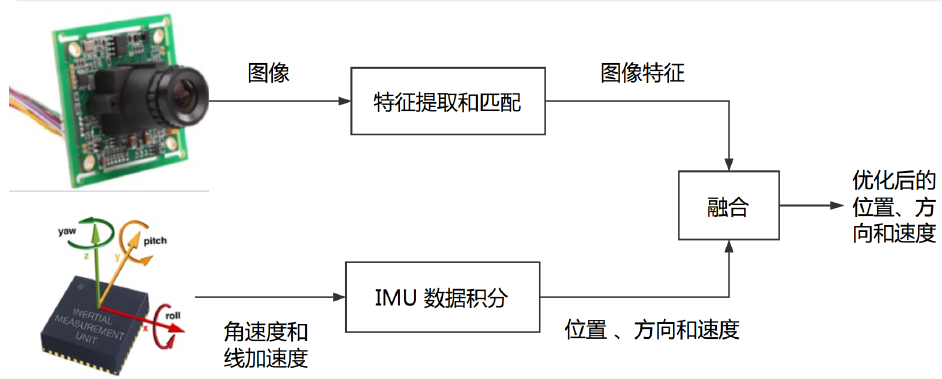 图像
特征提取和匹配
图像特征
融合
优化后的
位置、方
向和速度
yaw
z
pitch
y
roll
x
INERTIAL
MEASUREMENT
UNIT
角速度和
线加速度
IMU 数据积分
位置 、方向和速度